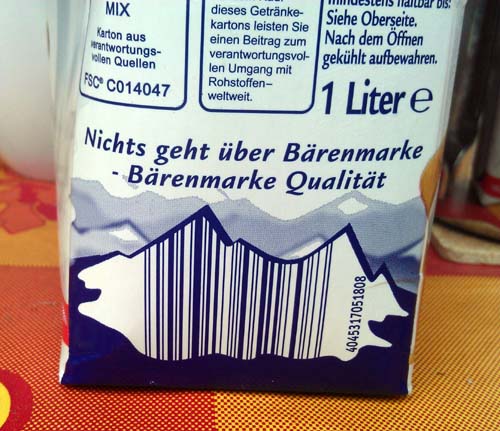 MIX
Karton aus
verantwortungs-
vollen Quellen
FSC® C014047
dieses Getränke-
kartons leisten Sie
einen Beitrag zum
verantwortungsvol-
len Umgang mit
Rohstoffen–
weltweit.
mindestens haltbar bis:
Siehe Oberseite.
Nach dem Öffnen
gekühlt aufbewahren.
1 Liter ℮
Nichts geht über Bärenmarke
- Bärenmarke Qualität
4045317051808